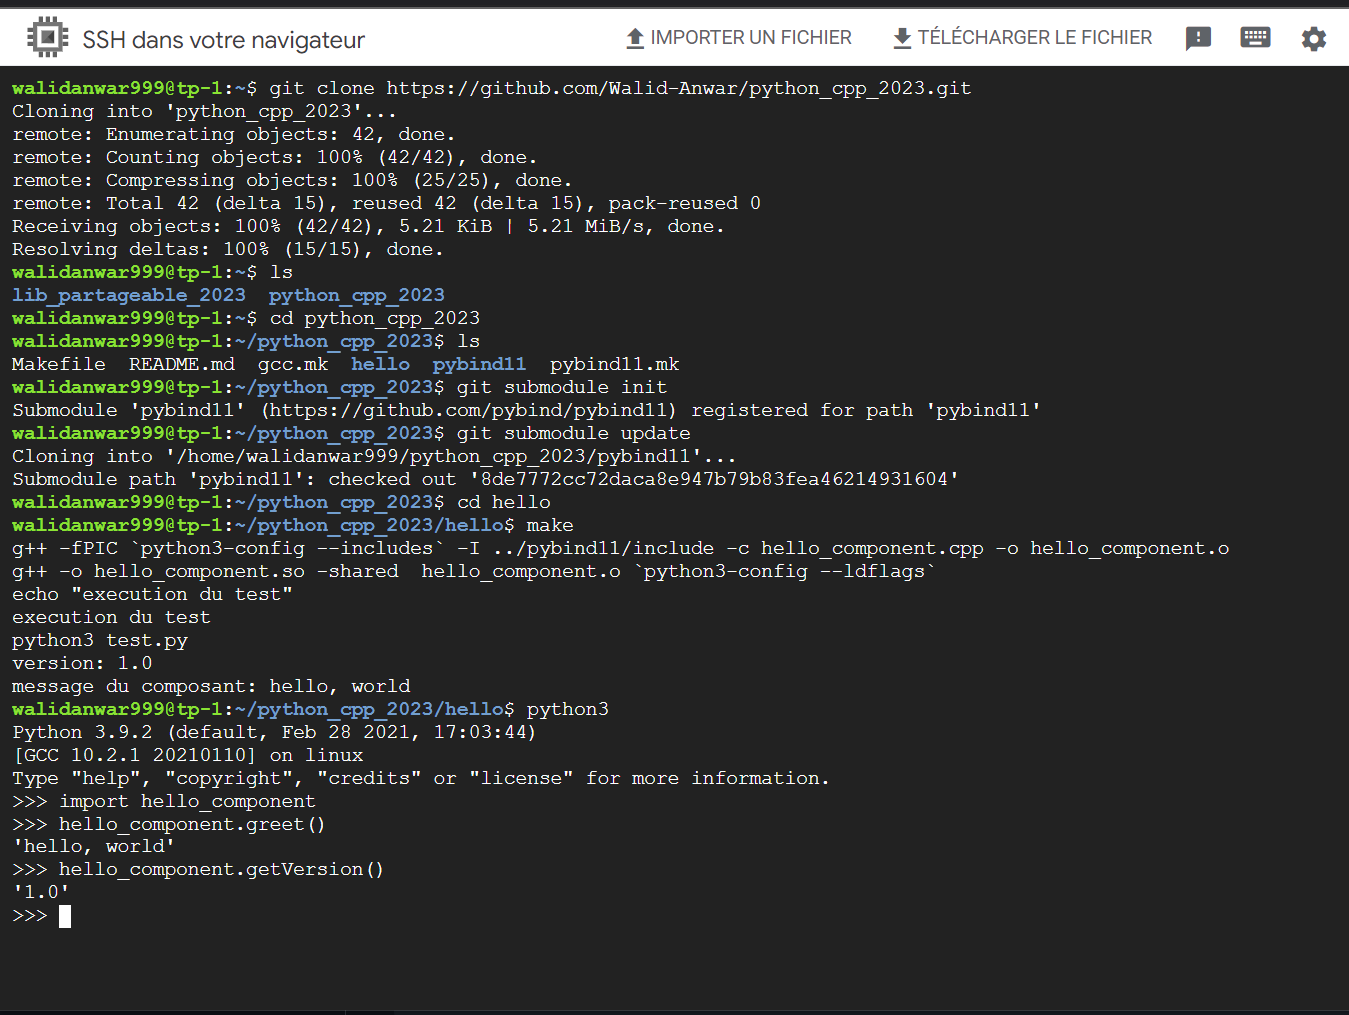 SSH dans votre navigateur
IMPORTER UN FICHIER
TÉLÉCHARGER LE FICHIER
walidanwar999@tp-1:~$ git clone https://github.com/Walid-Anwar/python_cpp_2023.git
Cloning into 'python_cpp_2023'...
remote: Enumerating objects: 42, done.
remote: Counting objects: 100% (42/42), done.
remote: Compressing objects: 100% (25/25), done.
remote: Total 42 (delta 15), reused 42 (delta 15), pack-reused 0
Receiving objects: 100% (42/42), 5.21 KiB | 5.21 MiB/s, done.
Resolving deltas: 100% (15/15), done.
walidanwar999@tp-1:~$ ls
lib_partageable_2023  python_cpp_2023
walidanwar999@tp-1:~$ cd python_cpp_2023
walidanwar999@tp-1:~/python_cpp_2023$ ls
Makefile  README.md  gcc.mk  hello  pybind11  pybind11.mk
walidanwar999@tp-1:~/python_cpp_2023$ git submodule init
Submodule 'pybind11' (https://github.com/pybind/pybind11) registered for path 'pybind11'
walidanwar999@tp-1:~/python_cpp_2023$ git submodule update
Cloning into '/home/walidanwar999/python_cpp_2023/pybind11'...
Submodule path 'pybind11': checked out '8de7772cc72daca8e947b79b83fea46214931604'
walidanwar999@tp-1:~/python_cpp_2023$ cd hello
walidanwar999@tp-1:~/python_cpp_2023/hello$ make
g++ -fPIC `python3-config --includes` -I ../pybind11/include -c hello_component.cpp -o hello_component.o
g++ -o hello_component.so -shared  hello_component.o `python3-config --ldflags`
echo "execution du test"
execution du test
python3 test.py
version: 1.0
message du composant: hello, world
walidanwar999@tp-1:~/python_cpp_2023/hello$ python3
Python 3.9.2 (default, Feb 28 2021, 17:03:44)
[GCC 10.2.1 20210110] on linux
Type "help", "copyright", "credits" or "license" for more information.
>>> import hello_component
>>> hello_component.greet()
'hello, world'
>>> hello_component.getVersion()
'1.0'
>>>